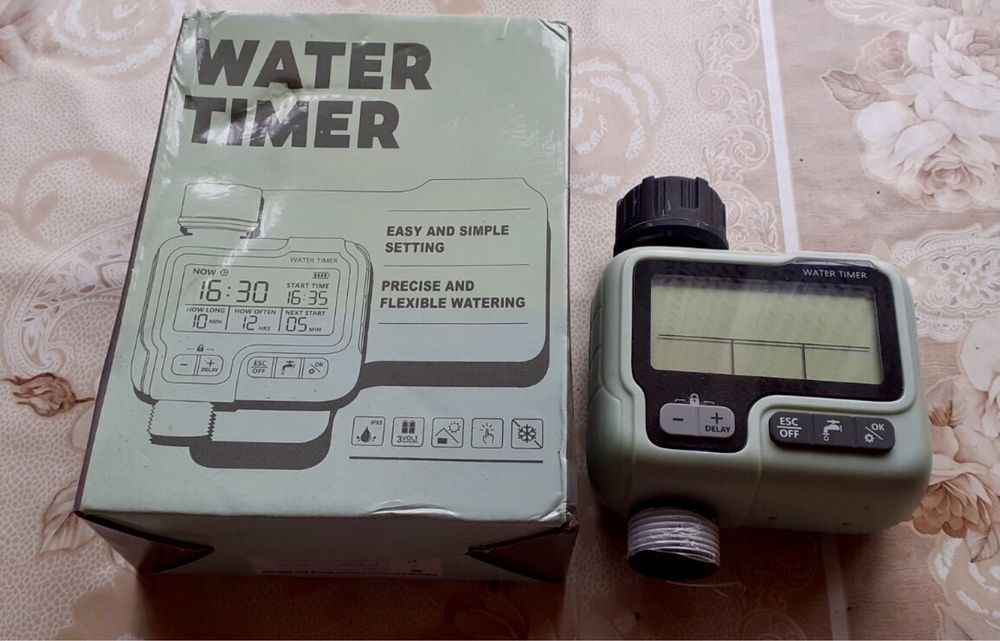 WATER
TIMER
EASY AND SIMPLE
SETTING
PRECISE AND
FLEXIBLE WATERING
WATER TIMER
NOW
START TIME
16:30
16:35
HOW LONG
HOW OFTEN
NEXT START
10 MIN
12 HRS
05 MIN
- + DELAY
ESC
OFF
OK
IPX5
3VOLT
WATER TIMER
- + DELAY
ESC
OFF
OK